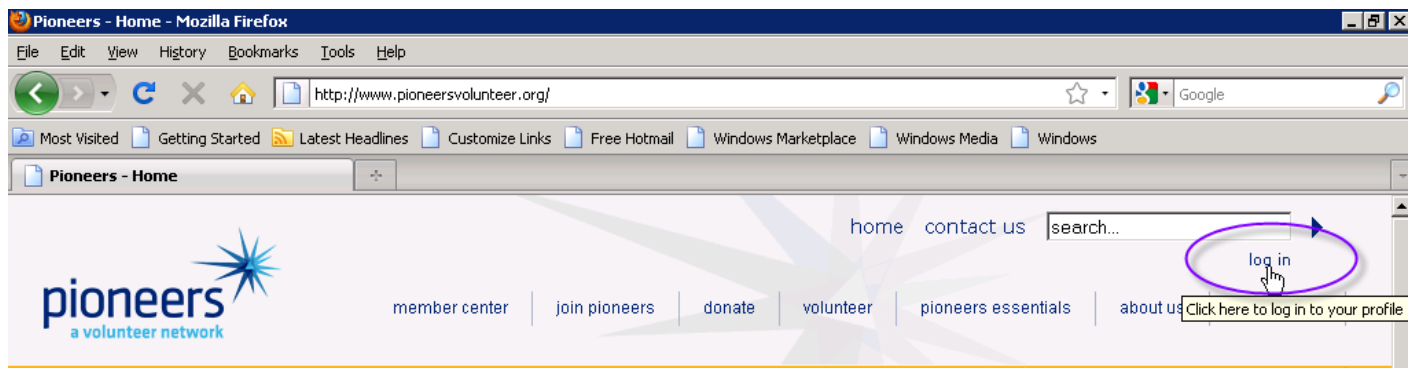 Pioneers - Home - Mozilla Firefox
File Edit View History Bookmarks Tools Help
http://www.pioneersvolunteer.org/ Google
Most Visited Getting Started Latest Headlines Customize Links Free Hotmail Windows Marketplace Windows Media Windows
Pioneers - Home
home contact us search...
log in
pioneers
a volunteer network
member center join pioneers donate volunteer pioneers essentials about us
Click here to log in to your profile